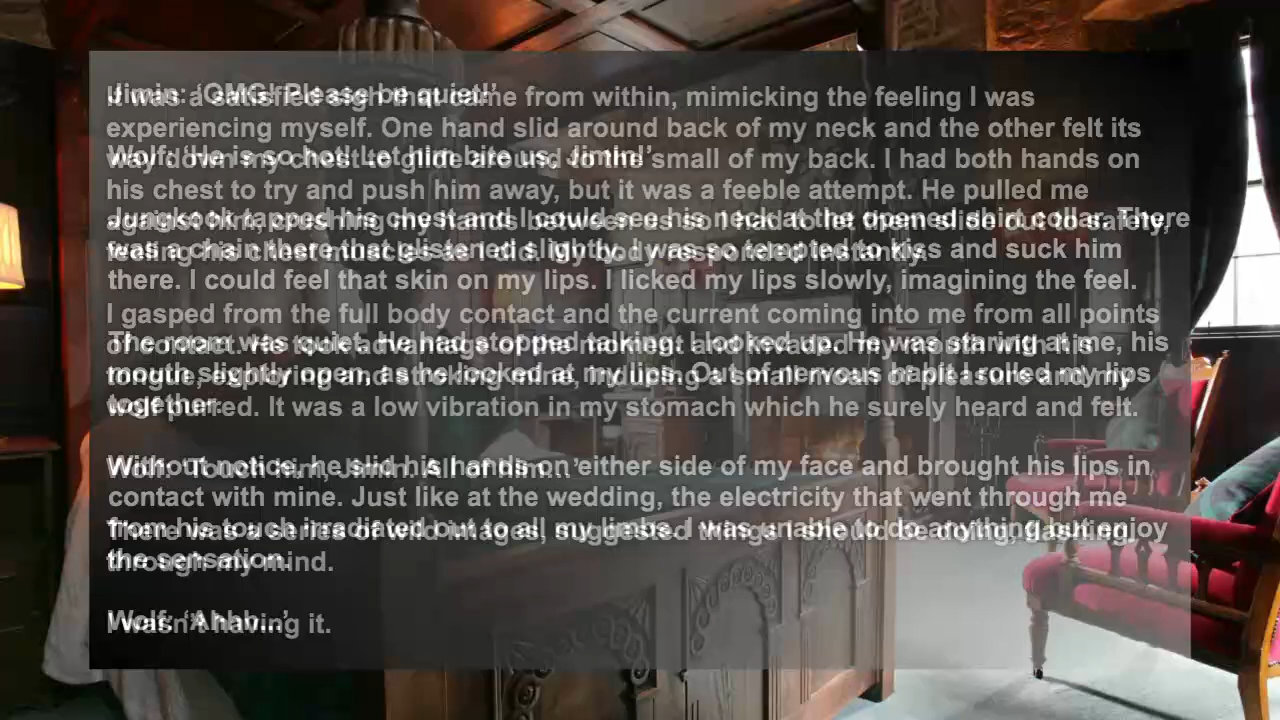 Jimin: ‘OMG! Please be quiet!’
It was a satisfied sigh that came from within, mimicking the feeling I was
experiencing myself. One hand slid around back of my neck and the other felt its
Wolf: ‘He is so hot! Let him bite us, Jimin!’
way down my chest to glide around to the small of my back. I had both hands on
his chest to try and push him away, but it was a feeble attempt. He pulled me
Jungkook tapped his chest and I could see his neck at the opened shirt collar. There
against him, crushing my hands between us so I had to let them slide out to safety,
was a chain there that glistened slightly. I was so tempted to kiss and suck him
feeling his chest muscles as I did. My body responded instantly.
there. I could feel that skin on my lips. I licked my lips slowly, imagining the feel.
I gasped from the full body contact and the current coming into me from all points
The room was quiet. He had stopped talking. I looked up. He was staring at me, his
of contact. He took advantage of the moment and invaded my mouth with his
mouth slightly open, as he looked at my lips. Out of nervous habit I rolled my lips
tongue, exploring and stroking mine, inducing a small moan of pleasure and my
together.
wolf purred. It was a low vibration in my stomach which he surely heard and felt.
Wolf: ‘Touch him, Jimin. All of him...’
Without notice, he slid his hands on either side of my face and brought his lips in
contact with mine. Just like at the wedding, the electricity that went through me
There was a series of wild images, suggested things I should be doing, flashing
from his touch irradiated out to all my limbs. I was unable to do anything but enjoy
through my mind.
the sensation.
Wolf: ‘Ahhh...’
I wasn’t having it.